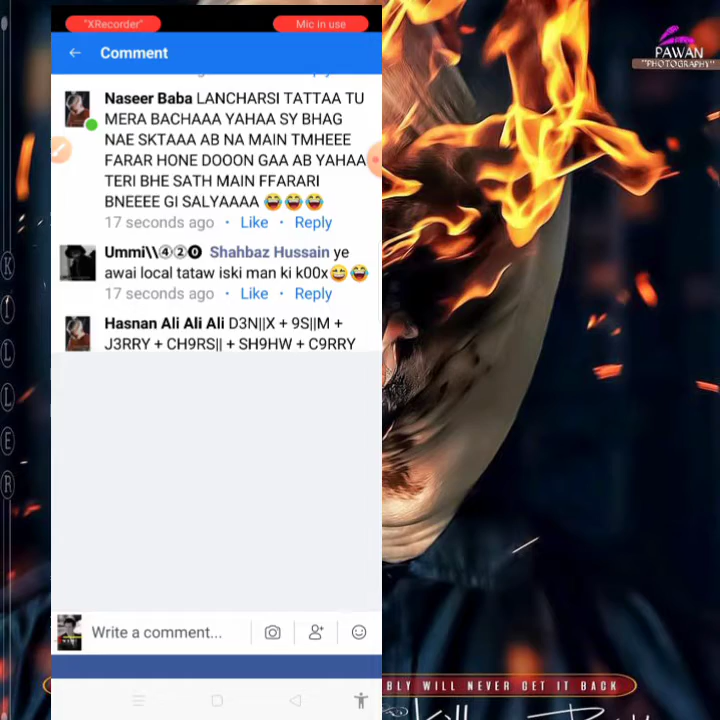 "XRecorder"
Mic in use
PAWAN
"PHOTOGRAPHY"
Comment
Naseer Baba LANCHARSI TATTAA TU
MERA BACHAAA YAHAA SY BHAG
NAE SKTAAA AB NA MAIN TMHEEE
FARAR HONE DOOON GAA AB YAHAA
TERI BHE SATH MAIN FFARARI
BNEEEE GI SALYAAAA 😂😂😂
17 seconds ago · Like · Reply
Ummi\\④②⓿ Shahbaz Hussain ye
awai local tataw iski man ki k00x😅😂
17 seconds ago · Like · Reply
Hasnan Ali Ali Ali D3N||X + 9S||M +
J3RRY + CH9RS|| + SH9HW + C9RRY
Write a comment...
Ⓚ
Ⓘ
Ⓛ
Ⓛ
Ⓔ
Ⓡ
BLY WILL NEVER GET IT BACK